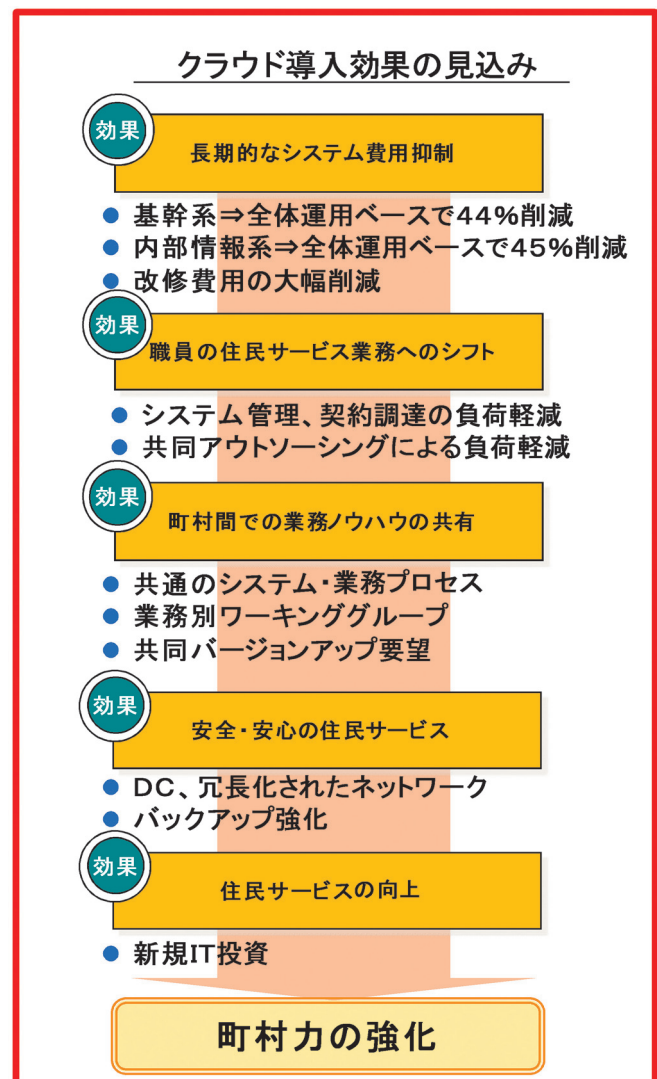 クラウド導入効果の見込み
効果
長期的なシステム費用抑制
● 基幹系⇒全体運用ベースで44%削減
● 内部情報系⇒全体運用ベースで45%削減
● 改修費用の大幅削減
効果
職員の住民サービス業務へのシフト
● システム管理、契約調達の負荷軽減
● 共同アウトソーシングによる負荷軽減
効果
町村間での業務ノウハウの共有
● 共通のシステム・業務プロセス
● 業務別ワーキンググループ
● 共同バージョンアップ要望
効果
安全・安心の住民サービス
● DC、冗長化されたネットワーク
● バックアップ強化
効果
住民サービスの向上
● 新規IT投資
町村力の強化